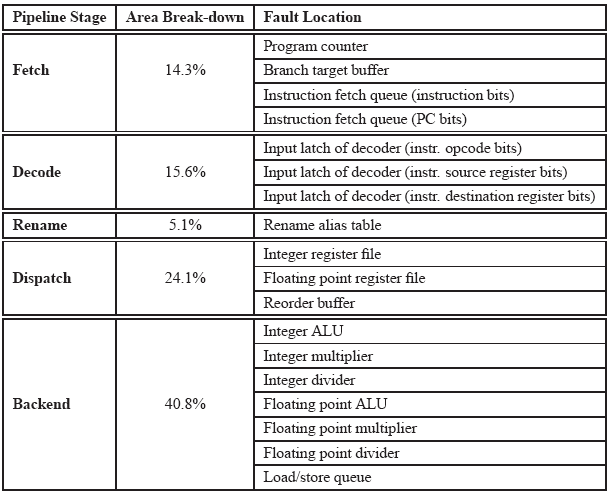 Pipeline Stage Area Break-down Fault Location
Fetch 14.3% Program counter
Branch target buffer
Instruction fetch queue (instruction bits)
Instruction fetch queue (PC bits)
Decode 15.6% Input latch of decoder (instr. opcode bits)
Input latch of decoder (instr. source register bits)
Input latch of decoder (instr. destination register bits)
Rename 5.1% Rename alias table
Dispatch 24.1% Integer register file
Floating point register file
Reorder buffer
Backend 40.8% Integer ALU
Integer multiplier
Integer divider
Floating point ALU
Floating point multiplier
Floating point divider
Load/store queue